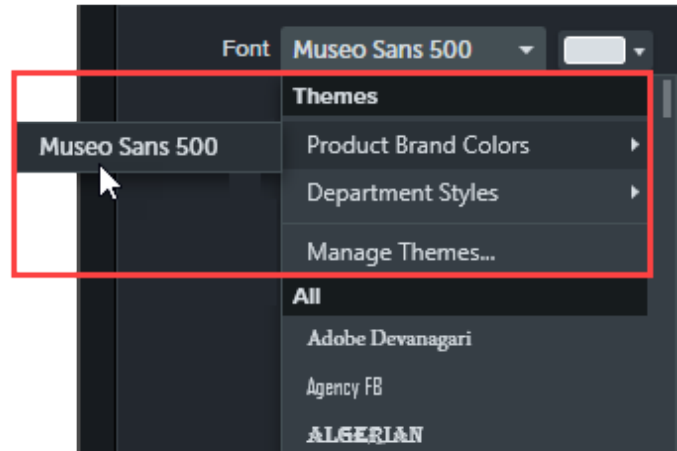 Font Museo Sans 500
Themes
Museo Sans 500
Product Brand Colors
Department Styles
Manage Themes...
All
Adobe Devanagari
Agency FB
ALGERIAN